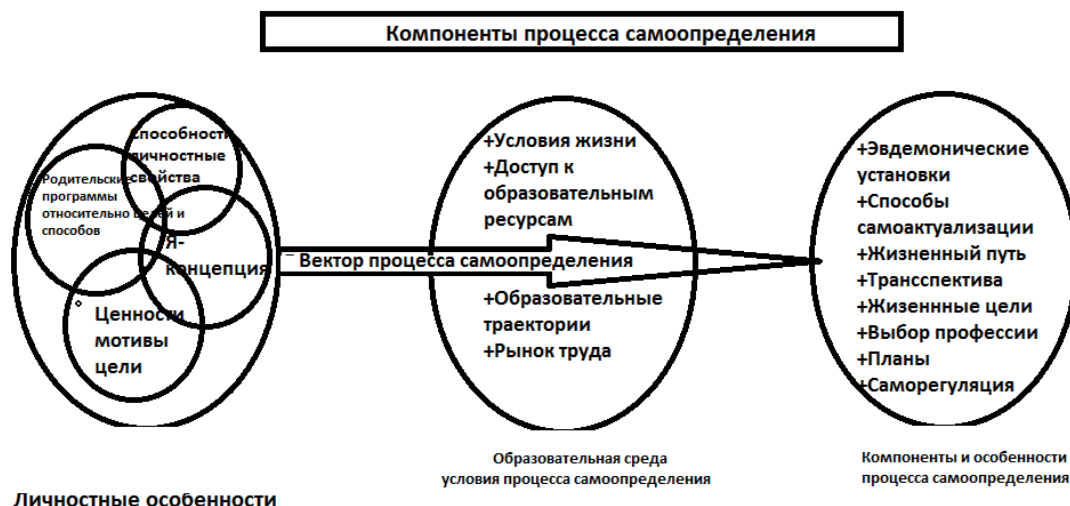 Компоненты процесса самоопределения
Способности
личностные
свойства
Родительские
программы
относительно целей и
способов
Я-
концепция
Ценности
мотивы
цели
Вектор процесса самоопределения
+Условия жизни
+Доступ к
образовательным
ресурсам
+Образовательные
траектории
+Рынок труда
+Эвдемонические
установки
+Способы
самоактуализации
+Жизненный путь
+Трансспектива
+Жизеннные цели
+Выбор профессии
+Планы
+Саморегуляция
Личностные особенности
Образовательная среда
условия процесса самоопределения
Компоненты и особенности
процесса самоопределения